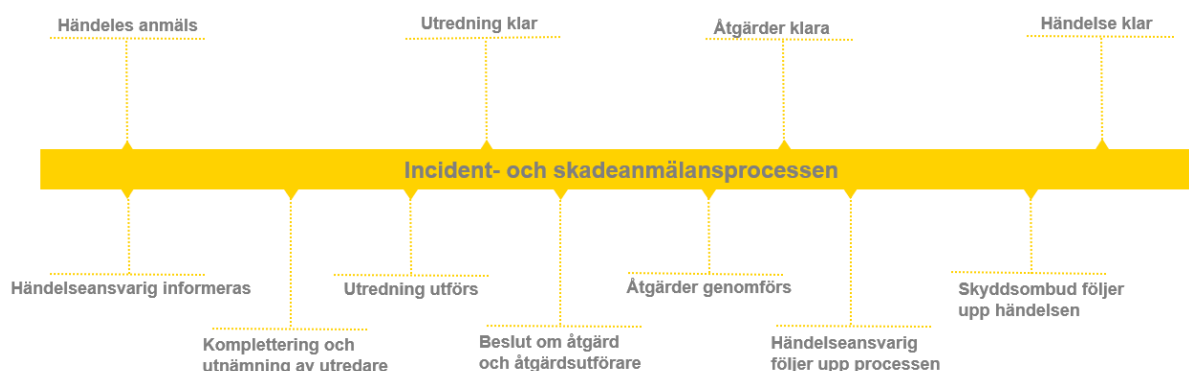 Händeles anmäls
Utredning klar
Åtgärder klara
Händelse klar
Incident- och skadeanmälansprocessen
Händelseansvarig informeras
Komplettering och
utnämning av utredare
Utredning utförs
Beslut om åtgärd
och åtgärdsutförare
Åtgärder genomförs
Händelseansvarig
följer upp processen
Skyddsombud följer
upp händelsen